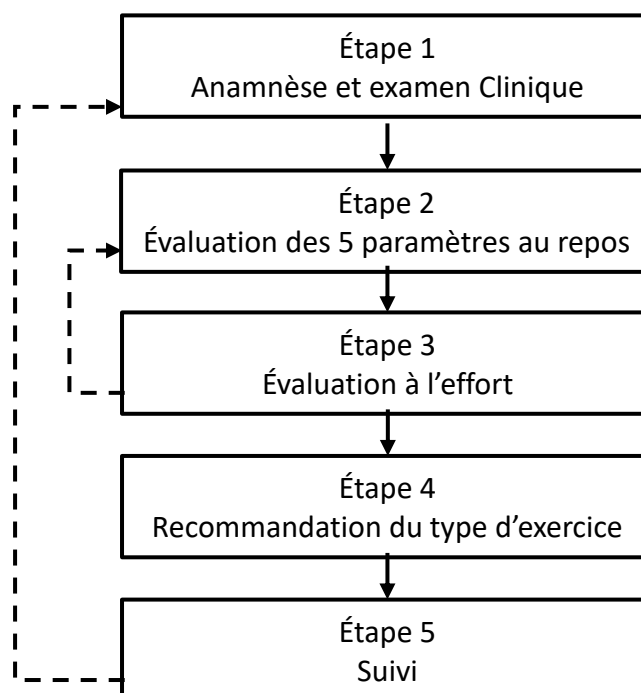 Étape 1
Anamnèse et examen Clinique
Étape 2
Évaluation des 5 paramètres au repos
Étape 3
Évaluation à l’effort
Étape 4
Recommandation du type d’exercice
Étape 5
Suivi